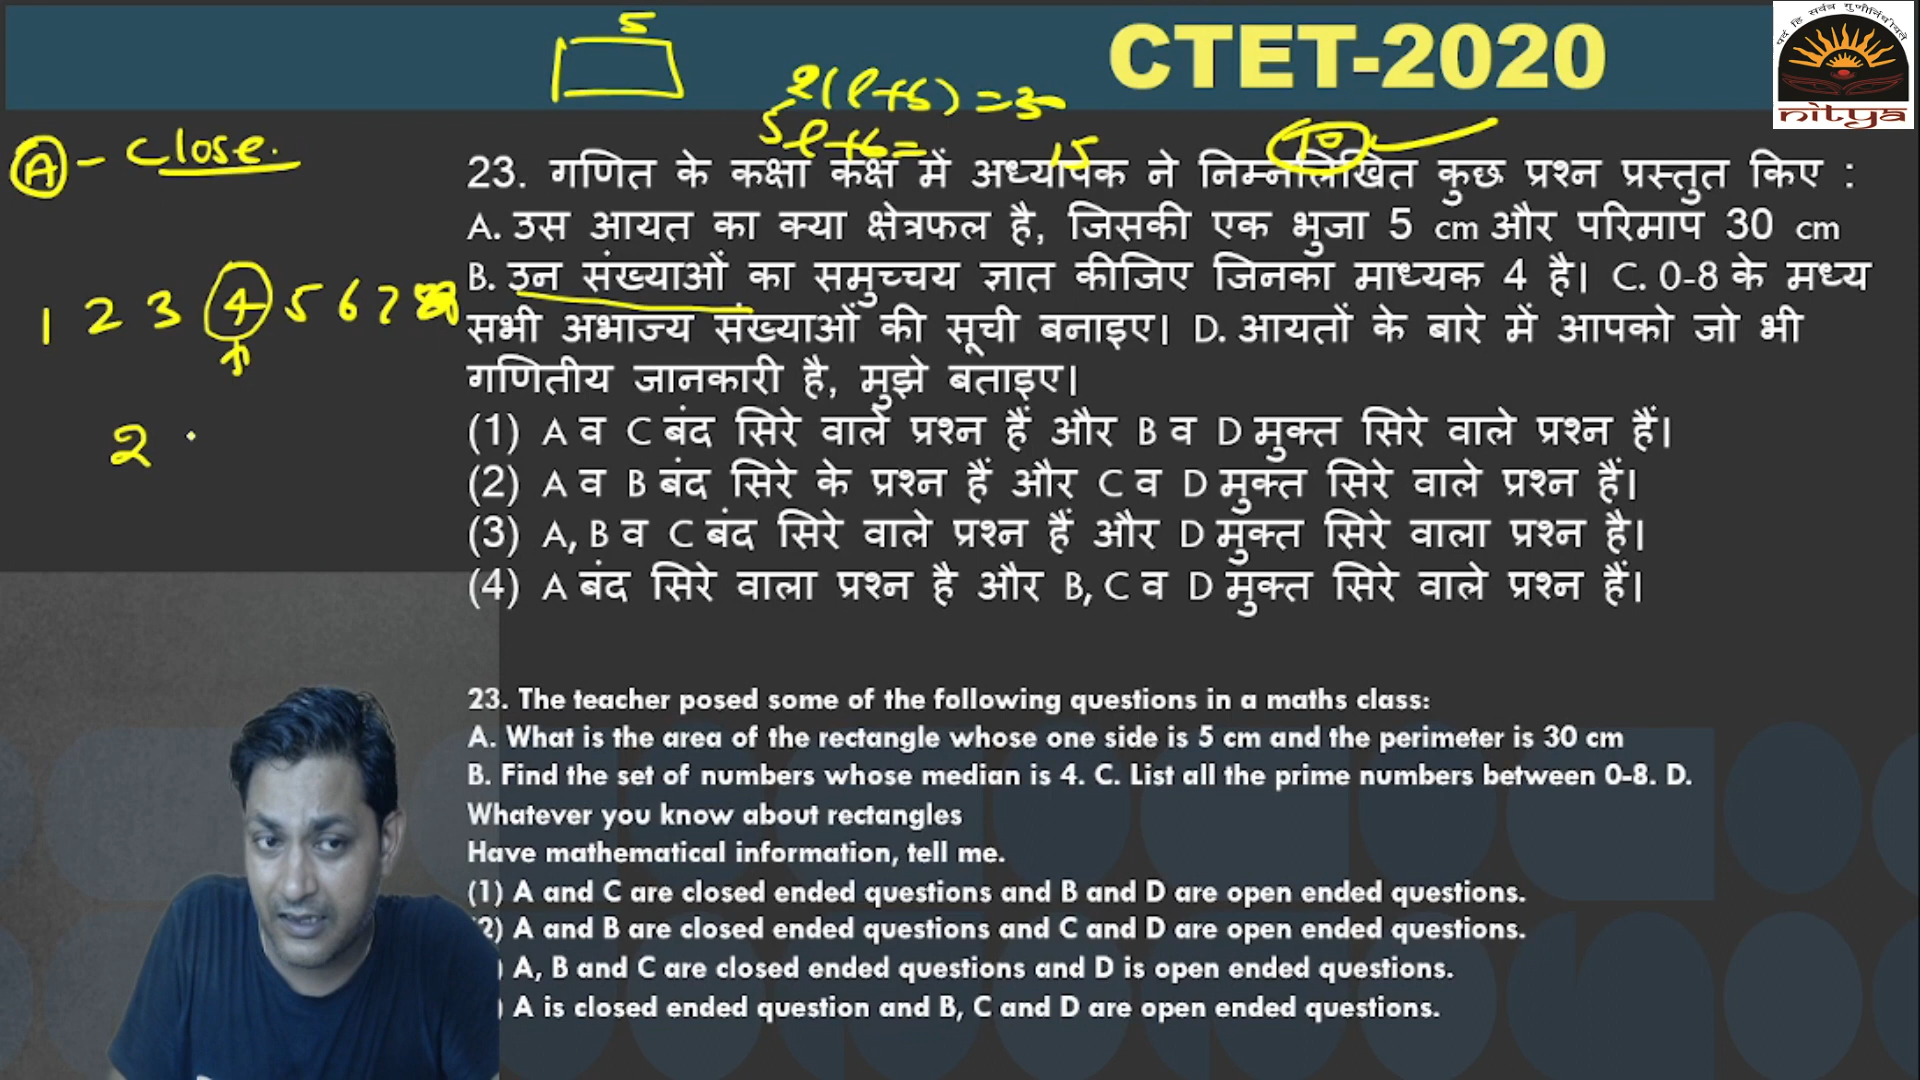 5
CTET-2020
2(l+b) = 30
5 l+b = 15
10
पदं हि सर्वत्र गुणैर्निधीयते
nitya
A - Close.
23. गणित के कक्षा कक्ष में अध्यापक ने निम्नलिखित कुछ प्रश्न प्रस्तुत किए :
A. उस आयत का क्या क्षेत्रफल है, जिसकी एक भुजा 5 cm और परिमाप 30 cm
B. उन संख्याओं का समुच्चय ज्ञात कीजिए जिनका माध्यक 4 है। C. 0-8 के मध्य
सभी अभाज्य संख्याओं की सूची बनाइए। D. आयतों के बारे में आपको जो भी
गणितीय जानकारी है, मुझे बताइए।
1 2 3 4 5 6 7
2
(1) A व C बंद सिरे वाले प्रश्न हैं और B व D मुक्त सिरे वाले प्रश्न हैं।
(2) A व B बंद सिरे के प्रश्न हैं और C व D मुक्त सिरे वाले प्रश्न हैं।
(3) A, B व C बंद सिरे वाले प्रश्न हैं और D मुक्त सिरे वाला प्रश्न है।
(4) A बंद सिरे वाला प्रश्न है और B, C व D मुक्त सिरे वाले प्रश्न हैं।
23. The teacher posed some of the following questions in a maths class:
A. What is the area of the rectangle whose one side is 5 cm and the perimeter is 30 cm
B. Find the set of numbers whose median is 4. C. List all the prime numbers between 0-8. D.
Whatever you know about rectangles
Have mathematical information, tell me.
(1) A and C are closed ended questions and B and D are open ended questions.
2) A and B are closed ended questions and C and D are open ended questions.
) A, B and C are closed ended questions and D is open ended questions.
) A is closed ended question and B, C and D are open ended questions.